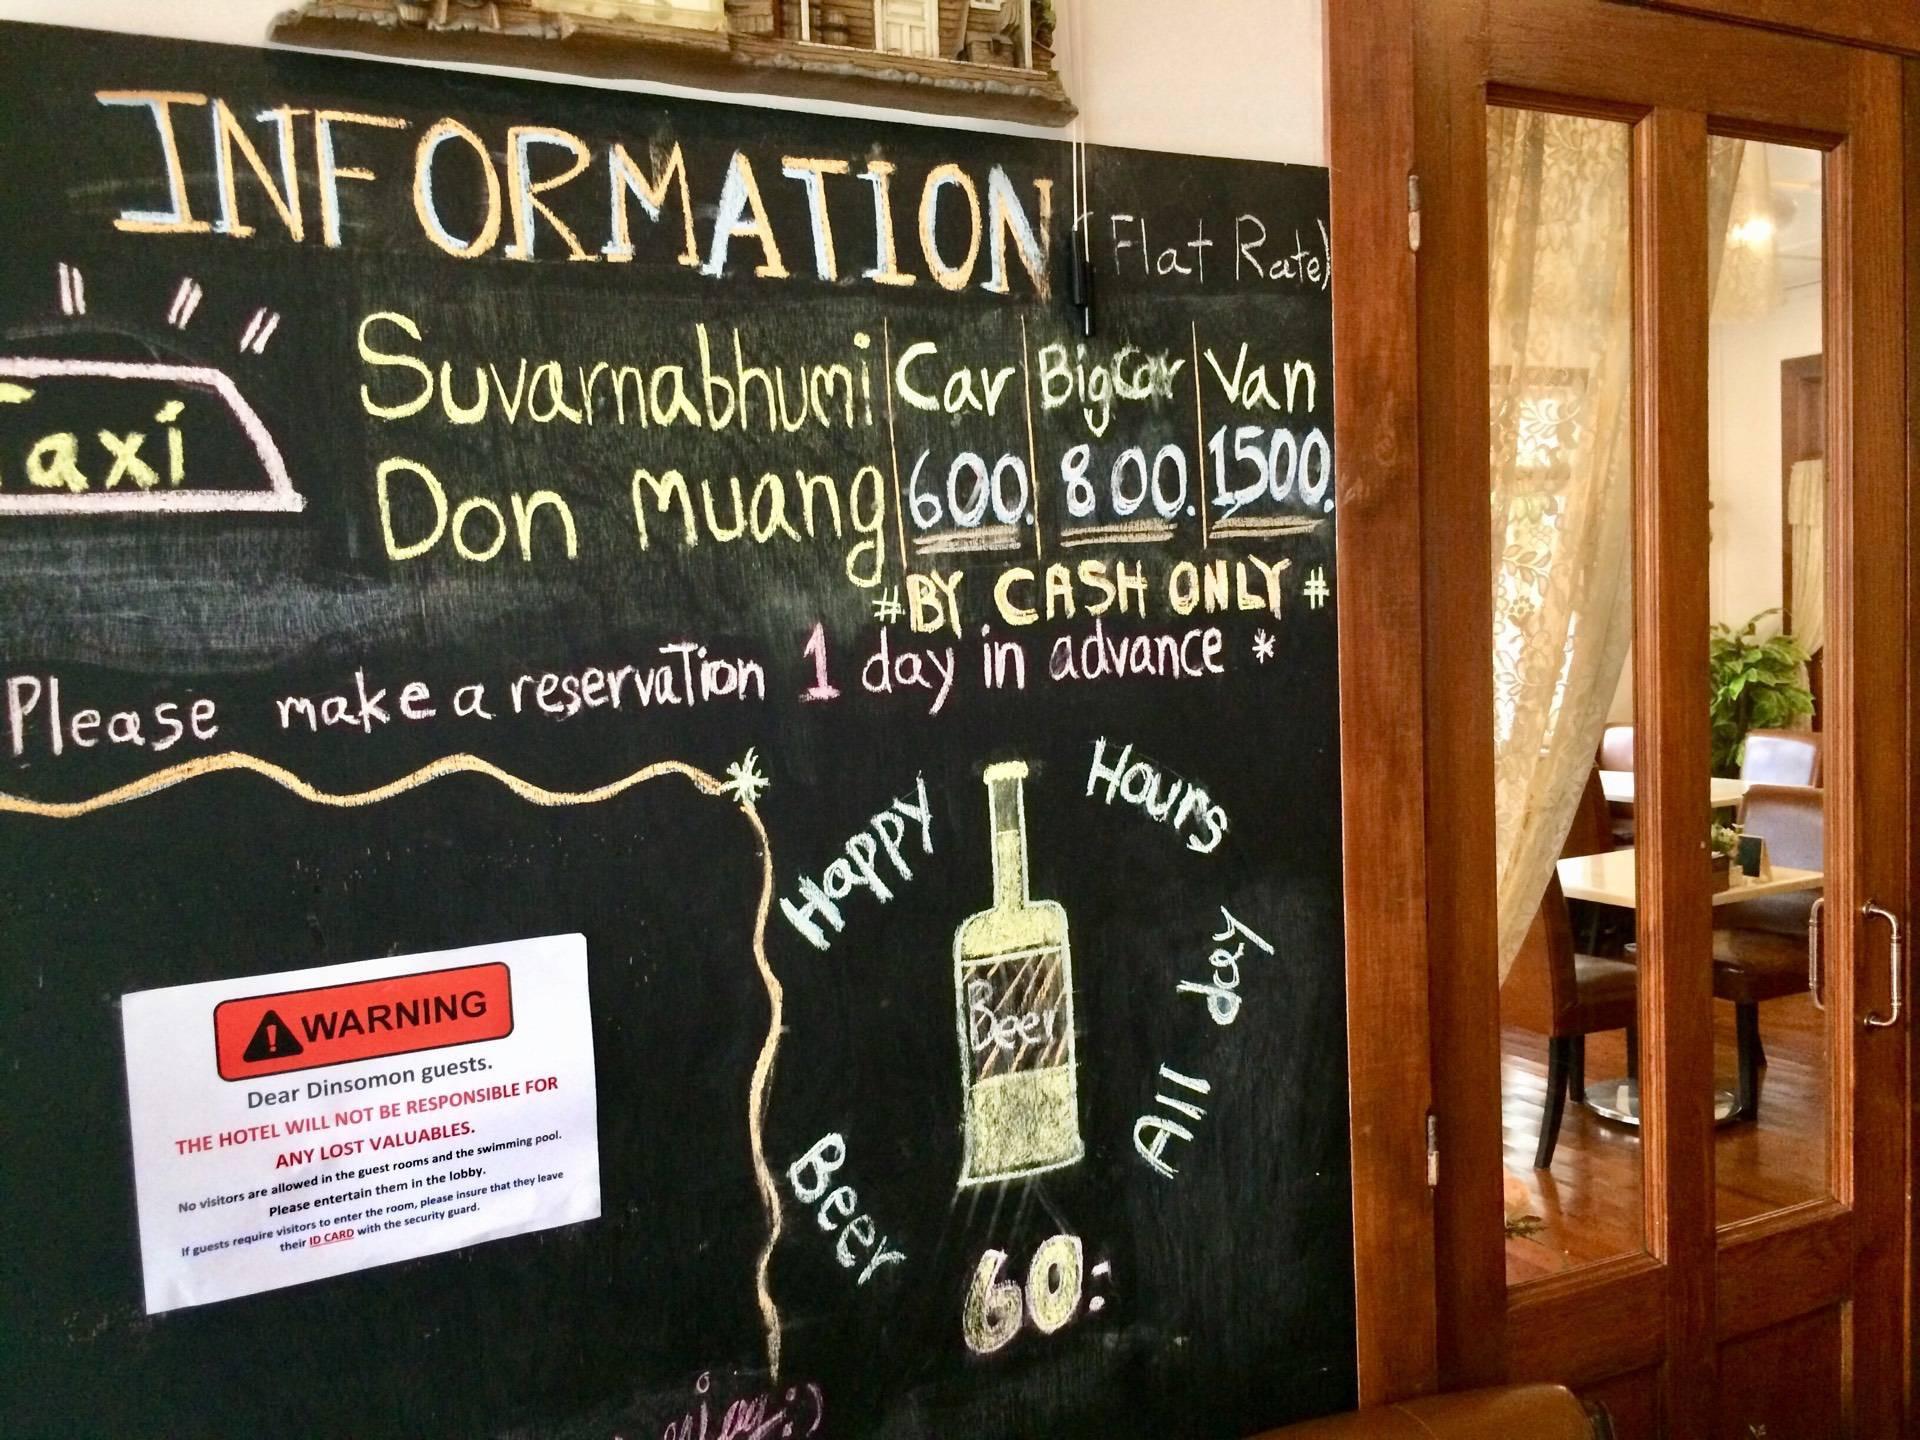 INFORMATION (Flat Rate)
Taxi
Suvarnabhumi Car Big Car Van
Don Muang 600. 800. 1500.
#BY CASH ONLY#
Please make a reservation 1 day in advance *
Happy Hours
All day
Beer
Beer
60:
WARNING
Dear Dinsomon guests.
THE HOTEL WILL NOT BE RESPONSIBLE FOR
ANY LOST VALUABLES.
No visitors are allowed in the guest rooms and the swimming pool.
Please entertain them in the lobby.
If guests require visitors to enter the room, please insure that they leave
their ID CARD with the security guard.